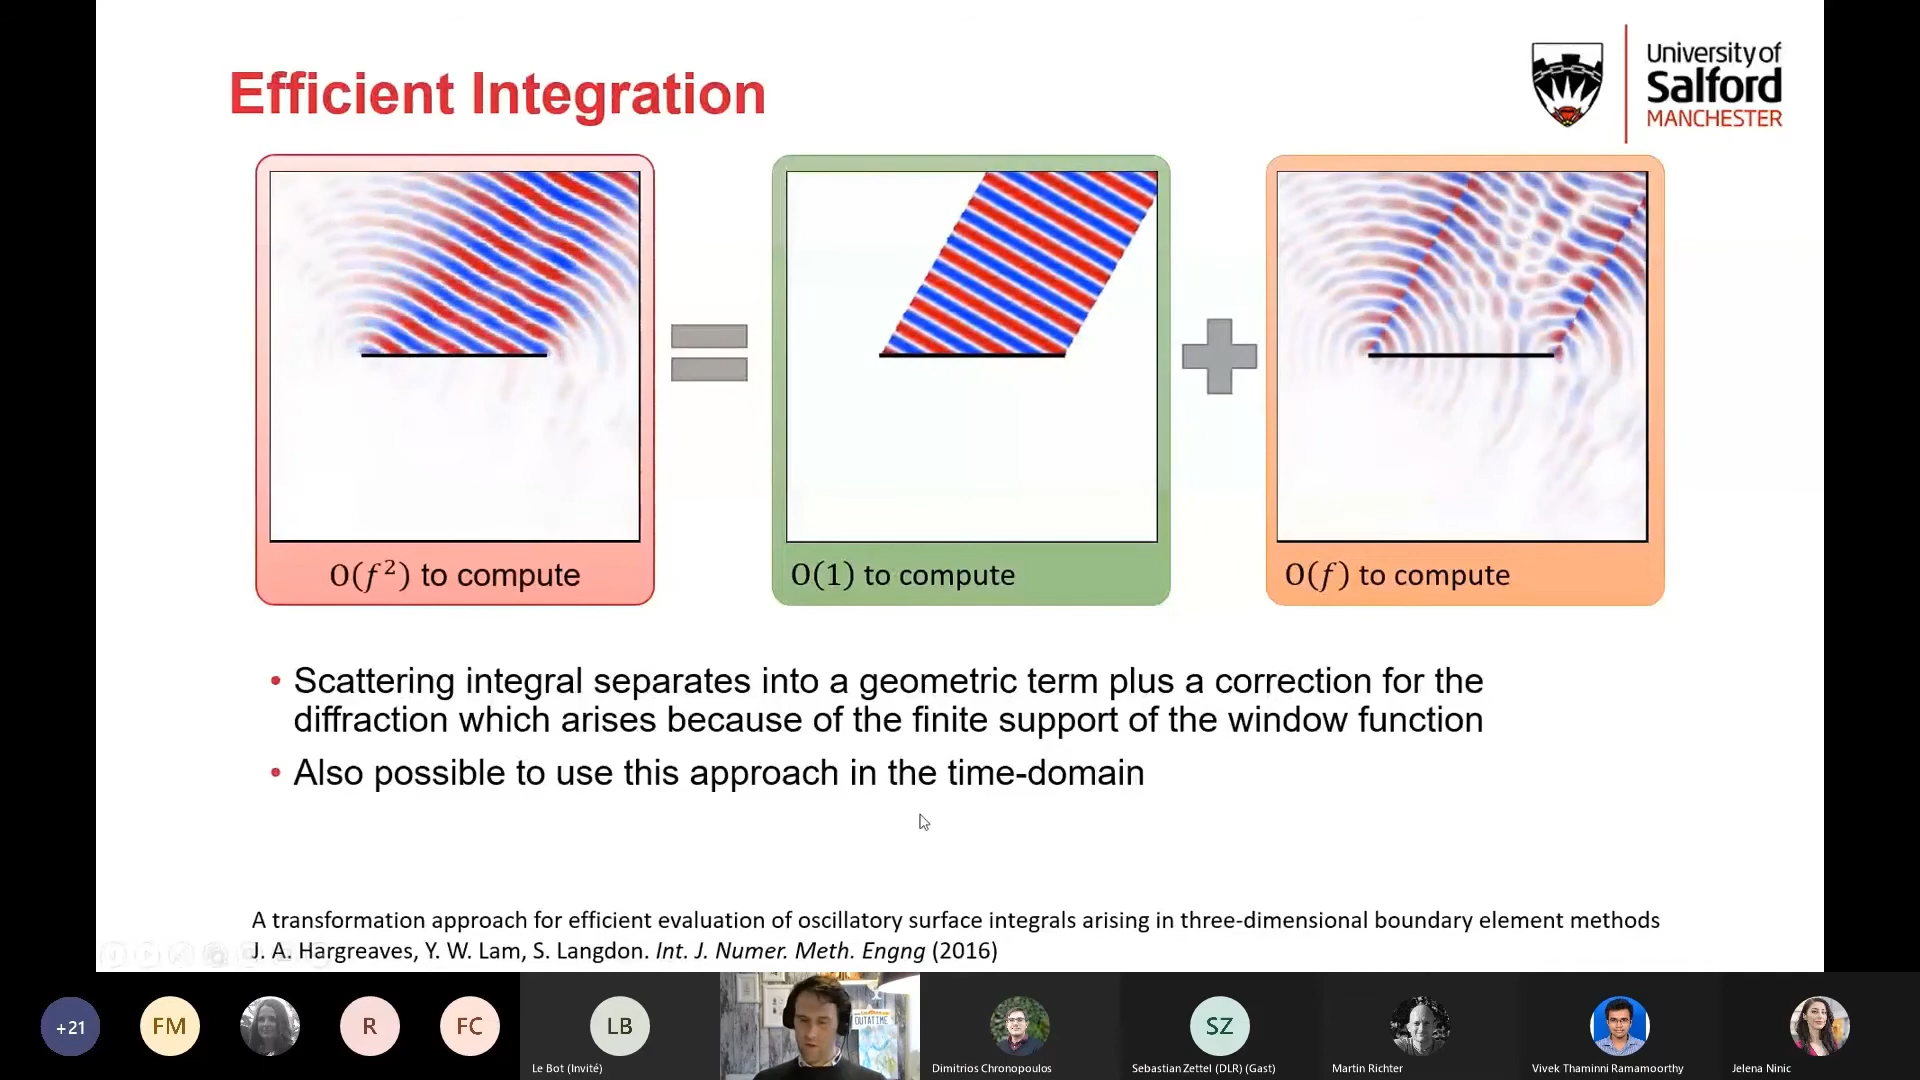 Efficient Integration
University of
Salford
MANCHESTER
O(f²) to compute
O(1) to compute
O(f) to compute
• Scattering integral separates into a geometric term plus a correction for the
diffraction which arises because of the finite support of the window function
• Also possible to use this approach in the time-domain
A transformation approach for efficient evaluation of oscillatory surface integrals arising in three-dimensional boundary element methods
J. A. Hargreaves, Y. W. Lam, S. Langdon. Int. J. Numer. Meth. Engng (2016)
+21
FM
R
FC
LB
OUTATIME
SZ
Le Bot (Invité)
Dimitrios Chronopoulos
Sebastian Zettel (DLR) (Gast)
Martin Richter
Vivek Thaminni Ramamoorthy
Jelena Ninic